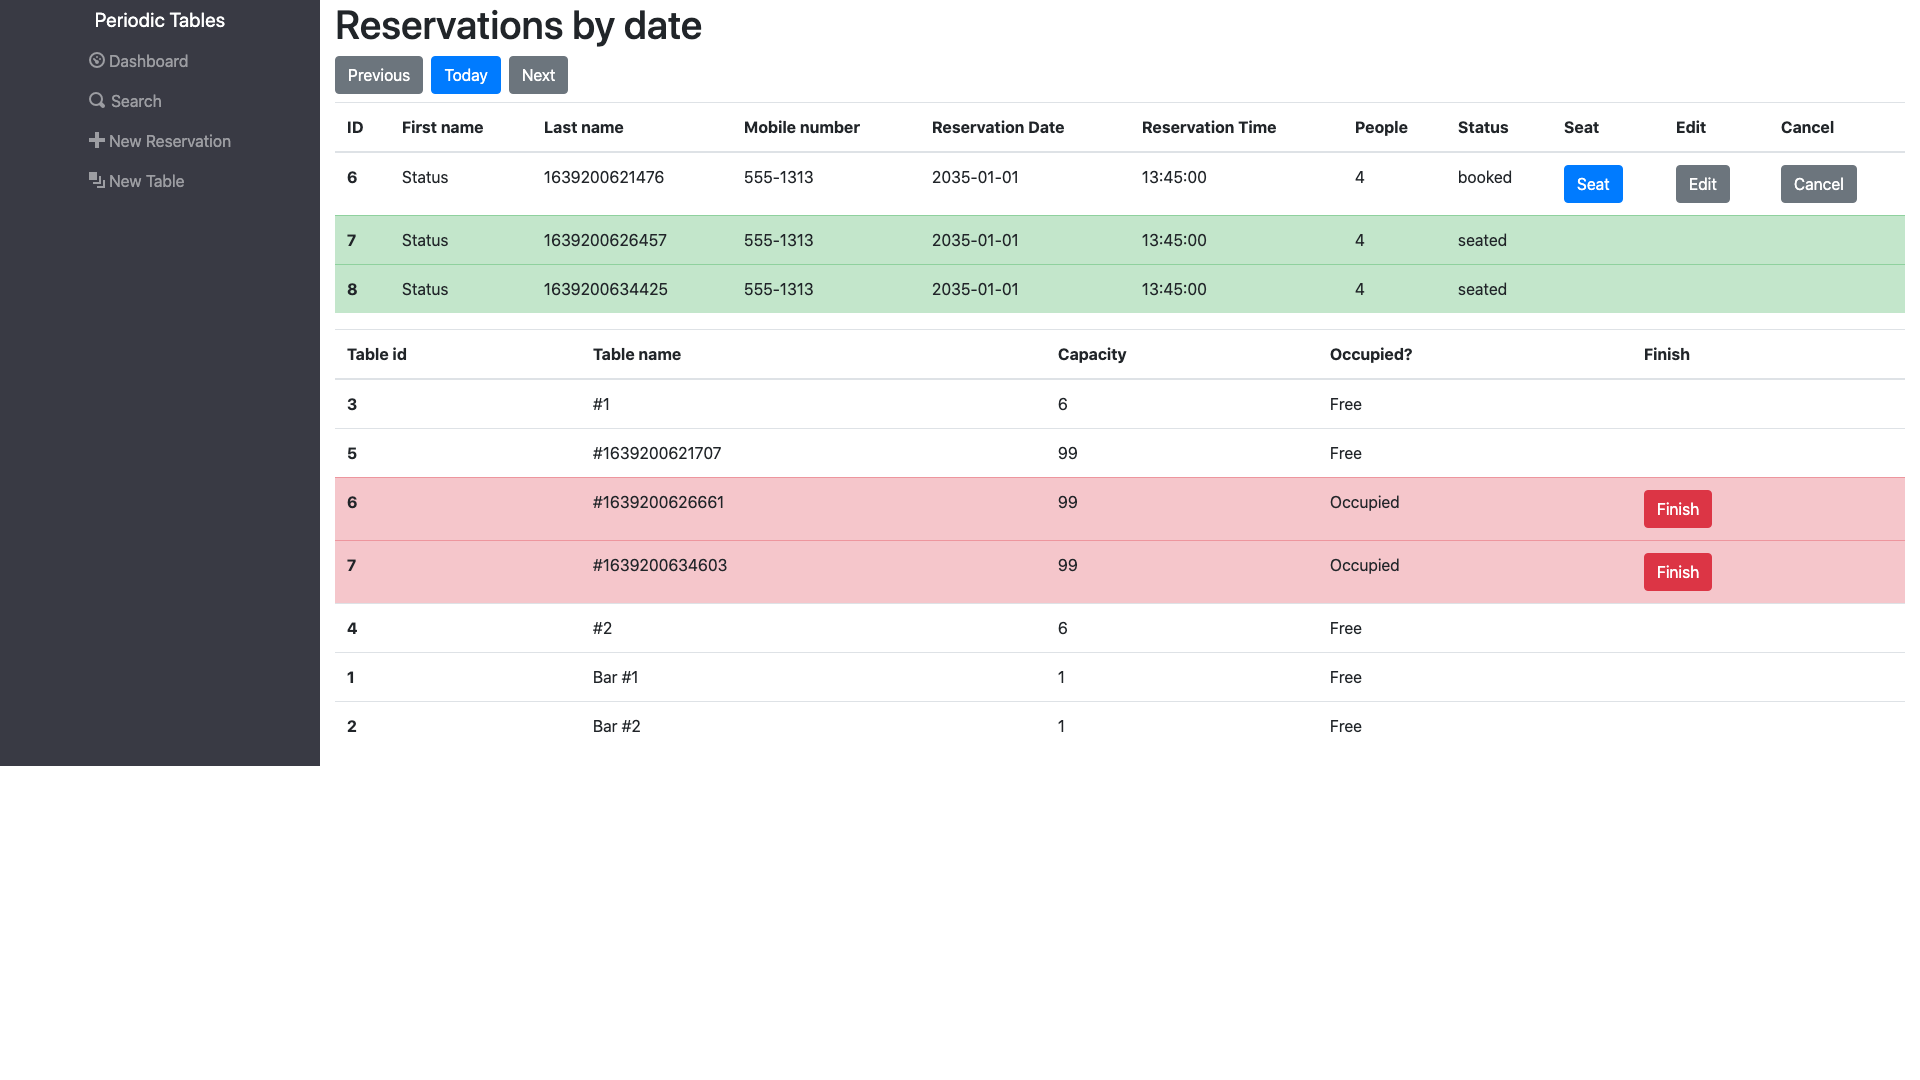 Periodic Tables
Dashboard
Search
New Reservation
New Table
Reservations by date
Previous Today Next
ID First name Last name Mobile number Reservation Date Reservation Time People Status Seat Edit Cancel
6 Status 1639200621476 555-1313 2035-01-01 13:45:00 4 booked Seat Edit Cancel
7 Status 1639200626457 555-1313 2035-01-01 13:45:00 4 seated
8 Status 1639200634425 555-1313 2035-01-01 13:45:00 4 seated
Table id Table name Capacity Occupied? Finish
3 #1 6 Free
5 #1639200621707 99 Free
6 #1639200626661 99 Occupied Finish
7 #1639200634603 99 Occupied Finish
4 #2 6 Free
1 Bar #1 1 Free
2 Bar #2 1 Free